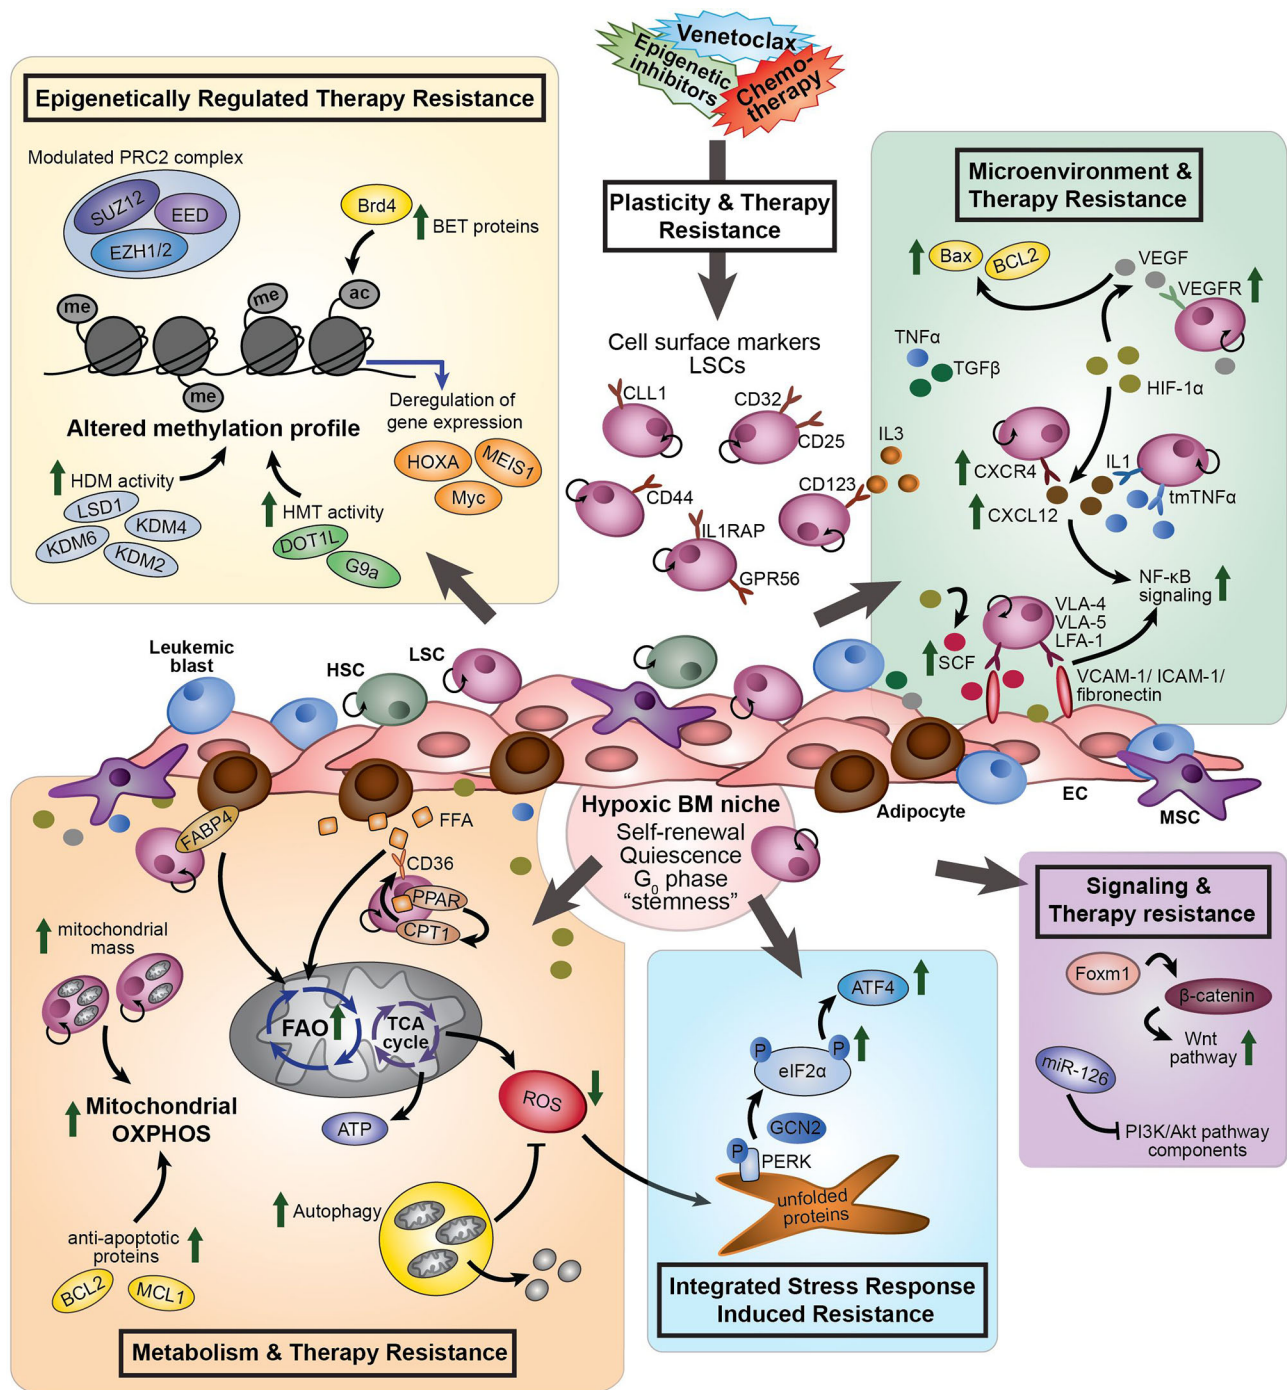 Venetoclax
Epigenetic
inhibitors
Chemo-
therapy
Plasticity & Therapy
Resistance
Cell surface markers
LSCs
CLL1
CD32
CD25
CD44
CD123
IL3
IL1RAP
GPR56
Epigenetically Regulated Therapy Resistance
Modulated PRC2 complex
SUZ12
EED
EZH1/2
Brd4
BET proteins
me
me
ac
me
Deregulation of
gene expression
HOXA
MEIS1
Myc
Altered methylation profile
HDM activity
LSD1
KDM4
KDM6
KDM2
HMT activity
DOT1L
G9a
Microenvironment &
Therapy Resistance
Bax
BCL2
VEGF
VEGFR
TNFα
TGFβ
HIF-1α
CXCR4
CXCL12
IL1
tmTNFα
NF-κB
signaling
VLA-4
VLA-5
LFA-1
SCF
VCAM-1/ ICAM-1/
fibronectin
Leukemic
blast
HSC
LSC
Adipocyte
EC
MSC
Hypoxic BM niche
Self-renewal
Quiescence
G0 phase
“stemness”
FABP4
FFA
CD36
PPAR
CPT1
mitochondrial
mass
FAO
TCA
cycle
ROS
ATP
Mitochondrial
OXPHOS
Autophagy
anti-apoptotic
proteins
BCL2
MCL1
Metabolism & Therapy Resistance
ATF4
P
P
eIF2α
GCN2
P
PERK
unfolded
proteins
Integrated Stress Response
Induced Resistance
Signaling &
Therapy resistance
Foxm1
β-catenin
Wnt
pathway
miR-126
PI3K/Akt pathway
components